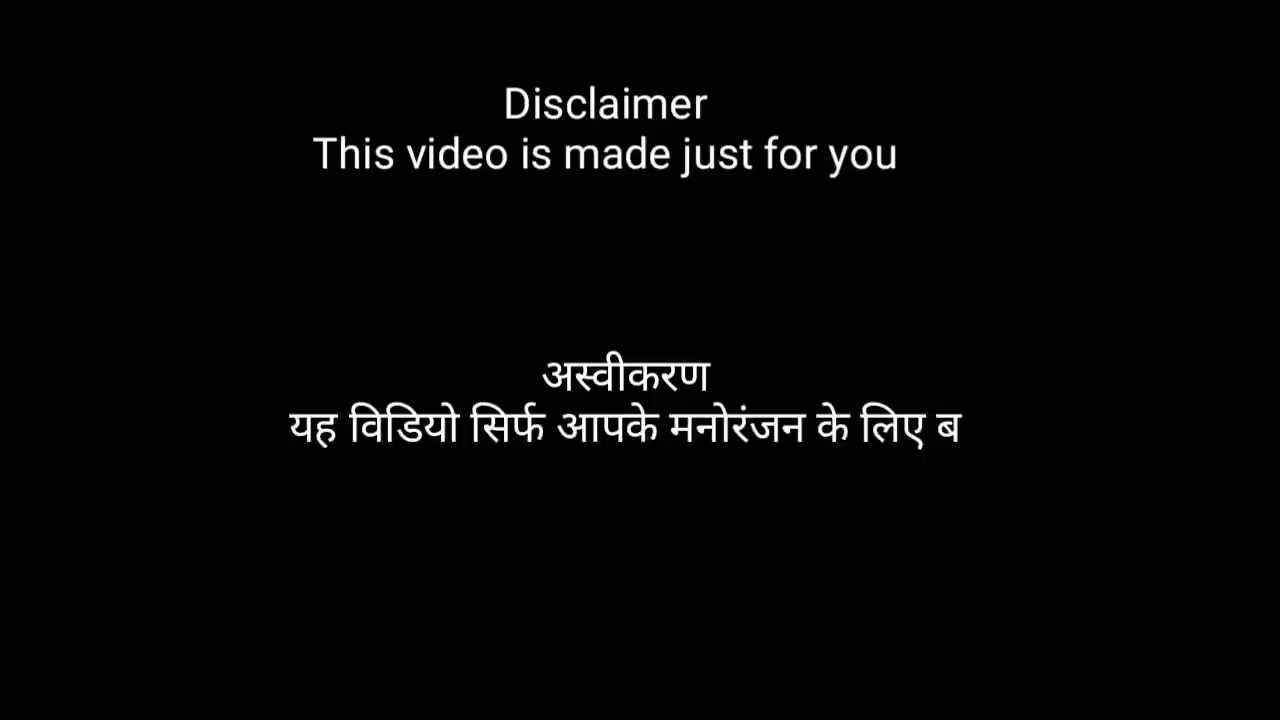 Disclaimer
This video is made just for you
अस्वीकरण
यह विडियो सिर्फ आपके मनोरंजन के लिए ब